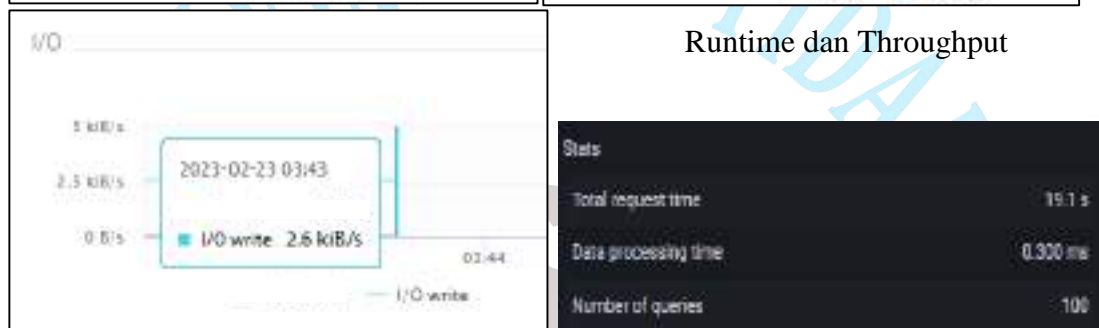 I/O
5 kiB/s
2.5 kiB/s
0 B/s
2023-02-23 03:43
I/O write 2.6 kiB/s
03:44
I/O write
Runtime dan Throughput
Stats
Total request time 19.1 s
Data processing time 0.300 ms
Number of queries 100